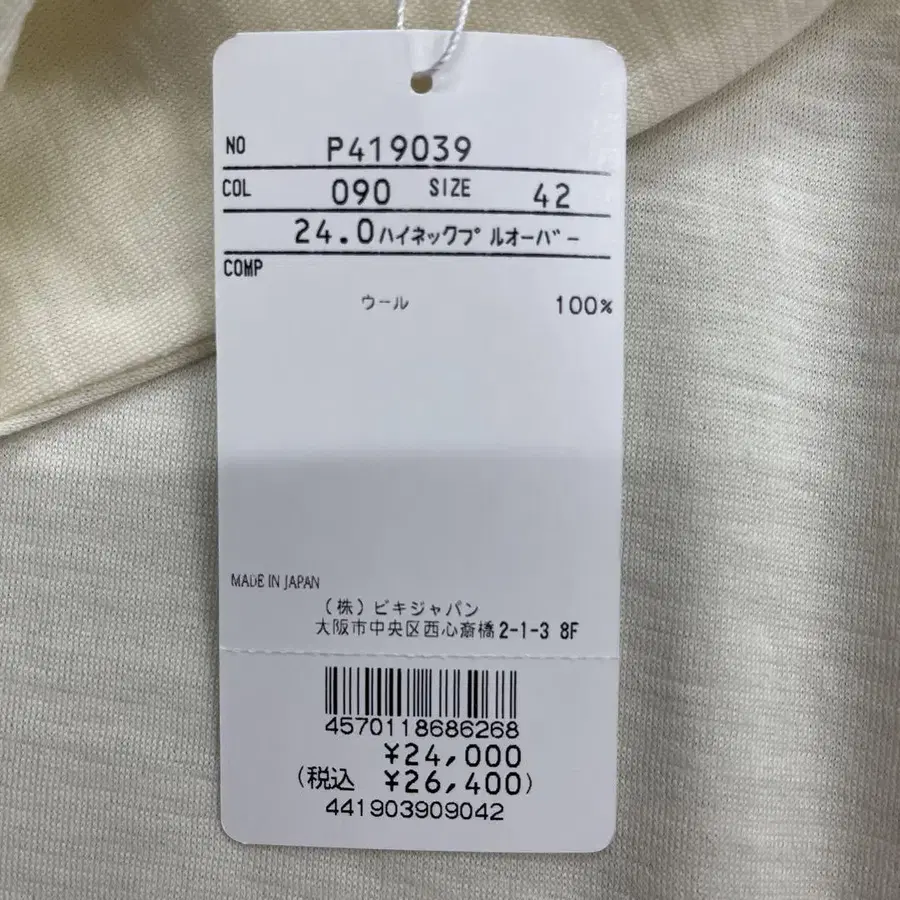 NO P419039
COL 090 SIZE 42
24.0ハイネックプルオーバー
COMP
ウール 100%
MADE IN JAPAN
(株)ビキジャパン
大阪市中央区西心斎橋2-1-3 8F
4570118686268
¥24,000
(税込 ¥26,400)
441903909042